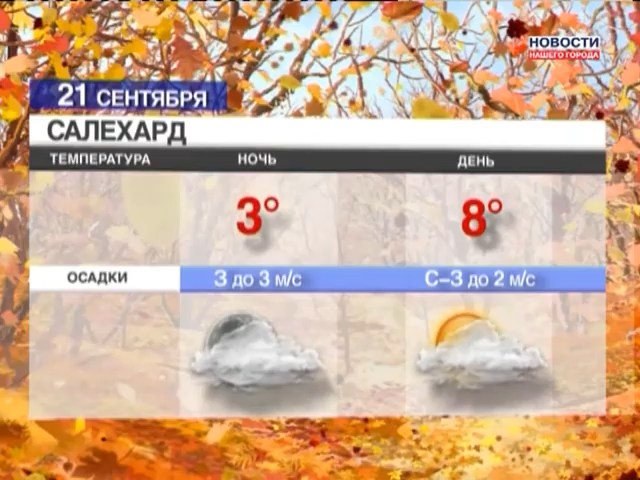 НОВОСТИ
НАШЕГО ГОРОДА
21 СЕНТЯБРЯ
САЛЕХАРД
ТЕМПЕРАТУРА НОЧЬ ДЕНЬ
3° 8°
ОСАДКИ З до 3 м/с С–З до 2 м/с